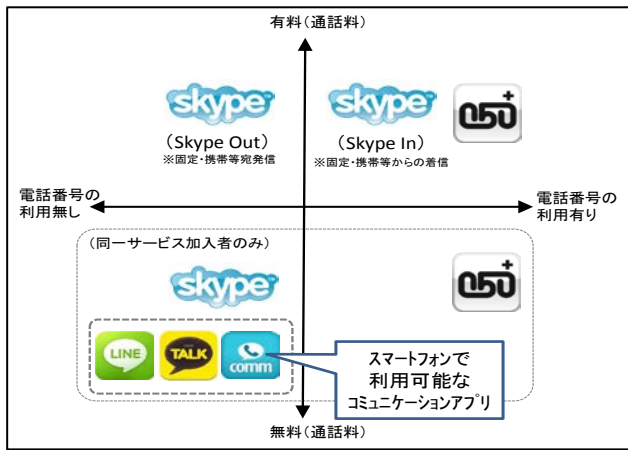 有料(通話料)
skype
(Skype Out)
※固定・携帯等宛発信
skype
(Skype In)
※固定・携帯等からの着信
050+
電話番号の
利用無し
電話番号の
利用有り
(同一サービス加入者のみ)
skype
050+
LINE
TALK
comm
スマートフォンで
利用可能な
コミュニケーションアプリ
無料(通話料)